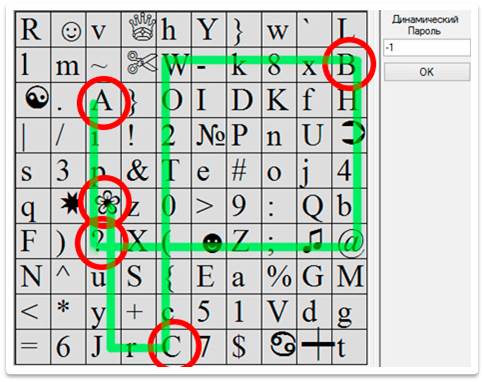 R ☺ v ♕ h Y } w ` L
l m ~ ✄ W - k 8 x B
☯ . A } O I D K f H
| / i ! 2 № P n U ➲
s 3 p & T e # o j 4
q ✸ ❀ z 0 > 9 : Q b
F ) ? X ( ☻ Z ; ♫ @
N ^ u S { E a % G M
< * y + c 5 1 V d g
= 6 J r C 7 $ ♋ ┼ t
Динамический
Пароль
-1
OK